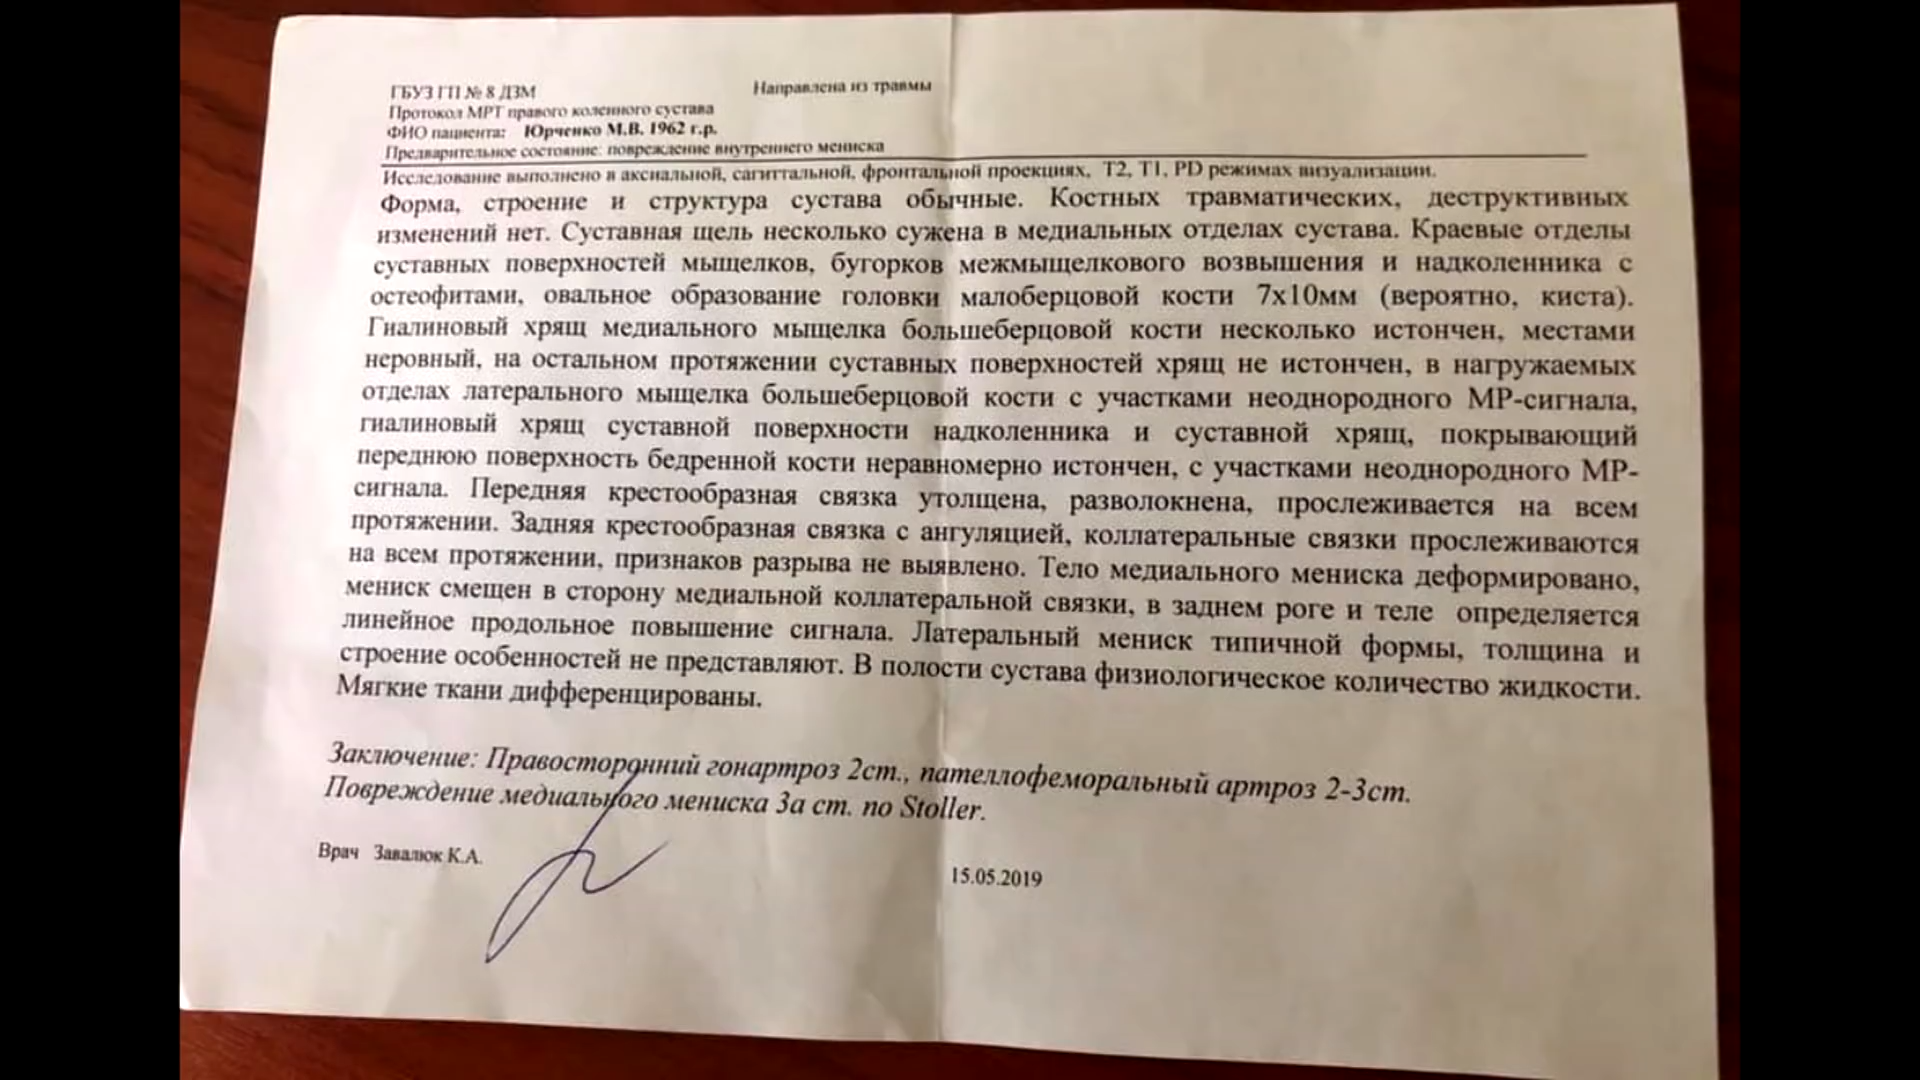 ГБУЗ ГП № 8 ДЗМ Направлена из травмы
Протокол МРТ правого коленного сустава
ФИО пациента: Юрченко М.В. 1962 г.р.
Предварительное состояние: повреждение внутреннего мениска
Исследование выполнено в аксиальной, сагиттальной, фронтальной проекциях, Т2, Т1, PD режимах визуализации.
Форма, строение и структура сустава обычные. Костных травматических, деструктивных
изменений нет. Суставная щель несколько сужена в медиальных отделах сустава. Краевые отделы
суставных поверхностей мыщелков, бугорков межмыщелкового возвышения и надколенника с
остеофитами, овальное образование головки малоберцовой кости 7х10мм (вероятно, киста).
Гиалиновый хрящ медиального мыщелка большеберцовой кости несколько истончен, местами
неровный, на остальном протяжении суставных поверхностей хрящ не истончен, в нагружаемых
отделах латерального мыщелка большеберцовой кости с участками неоднородного МР-сигнала,
гиалиновый хрящ суставной поверхности надколенника и суставной хрящ, покрывающий
переднюю поверхность бедренной кости неравномерно истончен, с участками неоднородного МР-
сигнала. Передняя крестообразная связка утолщена, разволокнена, прослеживается на всем
протяжении. Задняя крестообразная связка с ангуляцией, коллатеральные связки прослеживаются
на всем протяжении, признаков разрыва не выявлено. Тело медиального мениска деформировано,
мениск смещен в сторону медиальной коллатеральной связки, в заднем роге и теле определяется
линейное продольное повышение сигнала. Латеральный мениск типичной формы, толщина и
строение особенностей не представляют. В полости сустава физиологическое количество жидкости.
Мягкие ткани дифференцированы.
Заключение: Правосторонний гонартроз 2ст., пателлофеморальный артроз 2-3ст.
Повреждение медиального мениска 3а ст. по Stoller.
Врач Завалюк К.А.
15.05.2019